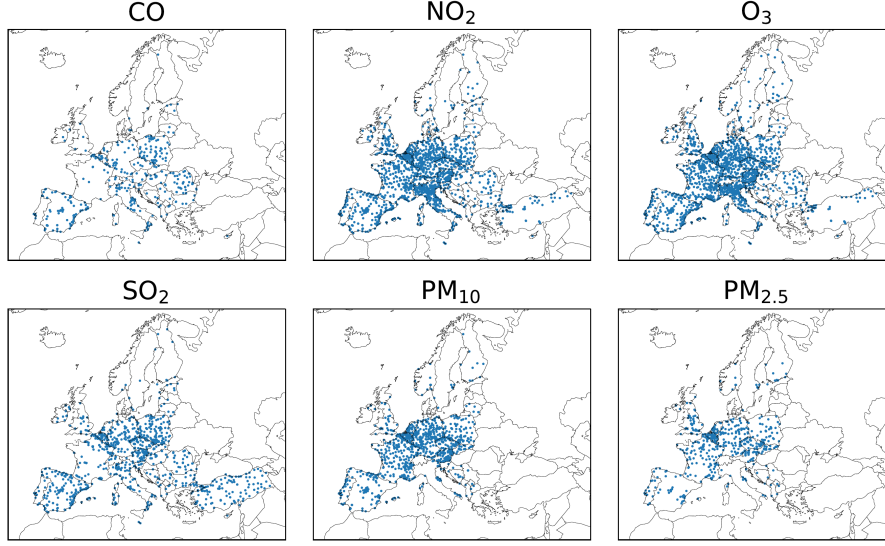 CO
NO₂
O₃
SO₂
PM₁₀
PM₂.₅